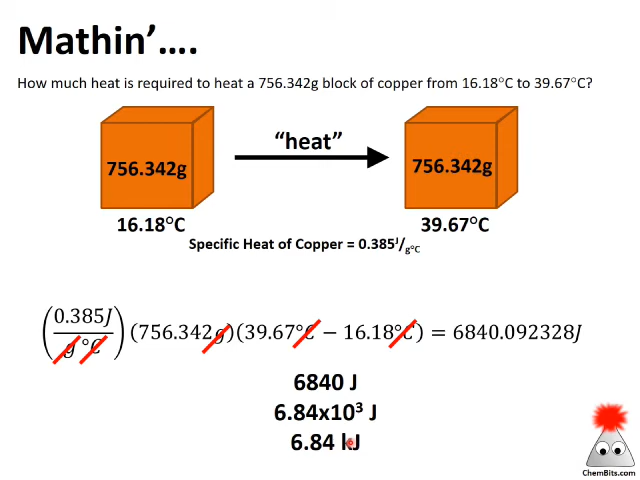 Mathin'....
How much heat is required to heat a 756.342g block of copper from 16.18°C to 39.67°C?
"heat"
756.342g
756.342g
16.18°C
39.67°C
Specific Heat of Copper = 0.385J/g°C
(0.385J/g °C)(756.342g)(39.67°C − 16.18°C) = 6840.092328J
6840 J
6.84x10³ J
6.84 kJ
ChemBits.com